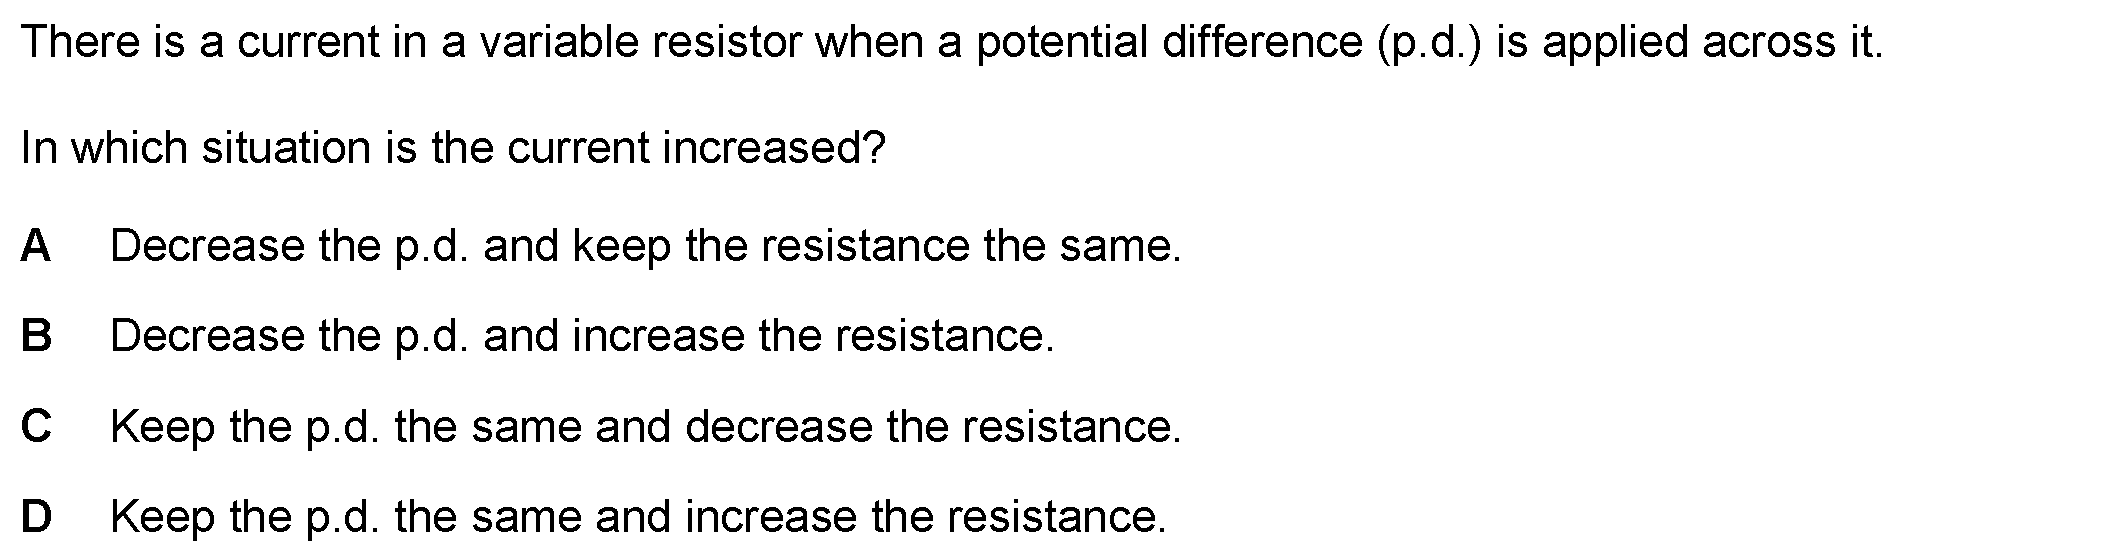 There is a current in a variable resistor when a potential difference (p.d.) is applied across it.
In which situation is the current increased?
A Decrease the p.d. and keep the resistance the same.
B Decrease the p.d. and increase the resistance.
C Keep the p.d. the same and decrease the resistance.
D Keep the p.d. the same and increase the resistance.